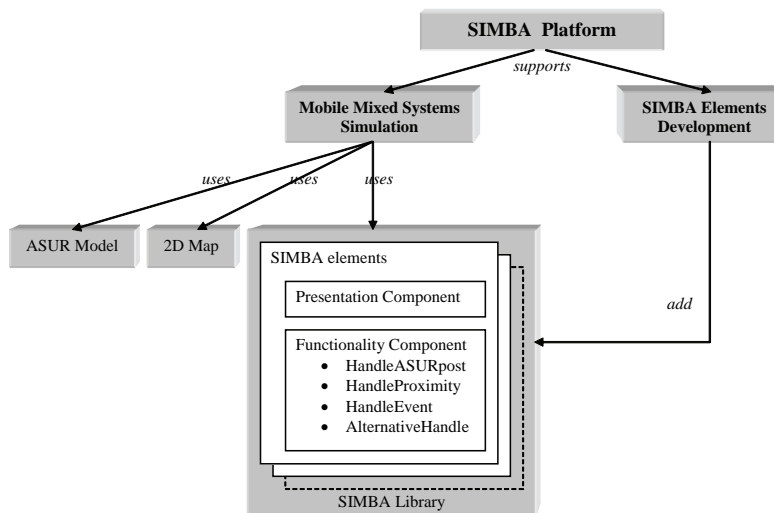 SIMBA Platform
supports
Mobile Mixed Systems
Simulation
SIMBA Elements
Development
uses
uses
uses
ASUR Model
2D Map
SIMBA elements
Presentation Component
add
Functionality Component
• HandleASURpost
• HandleProximity
• HandleEvent
• AlternativeHandle
SIMBA Library